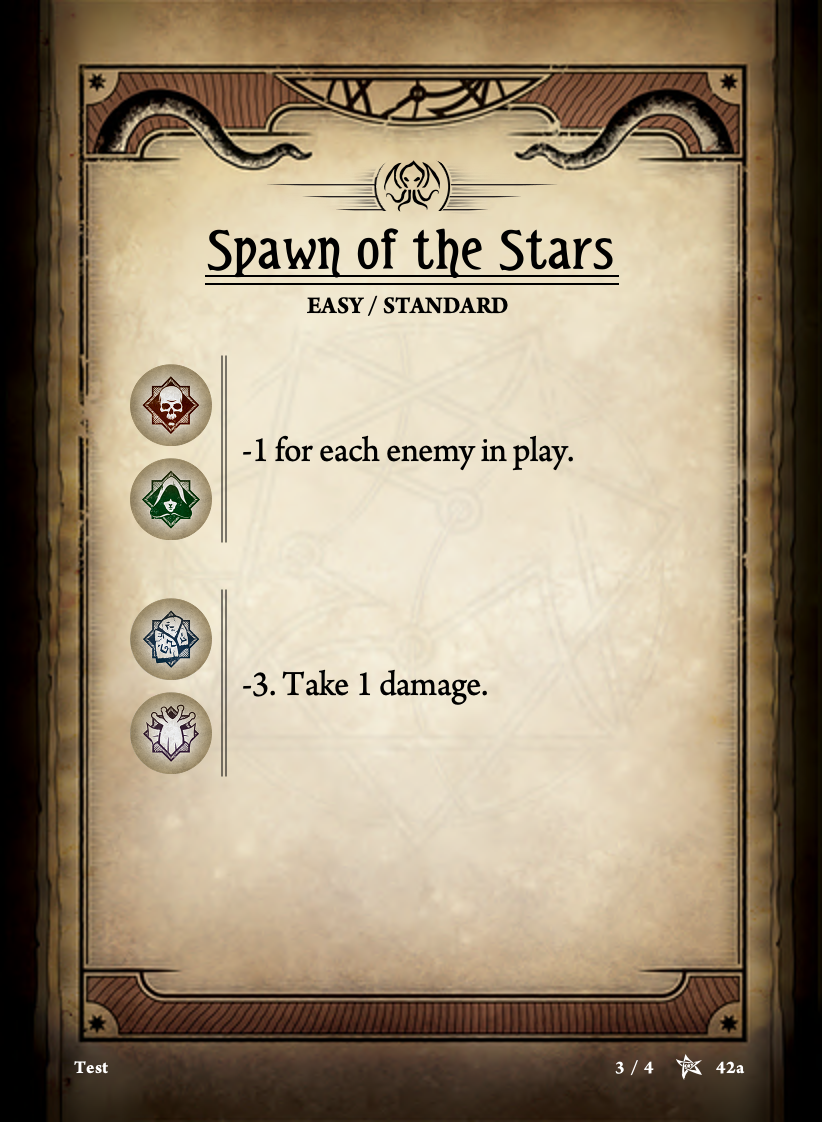 Spawn of the Stars
EASY / STANDARD
-1 for each enemy in play.
-3. Take 1 damage.
Test
3 / 4
42a